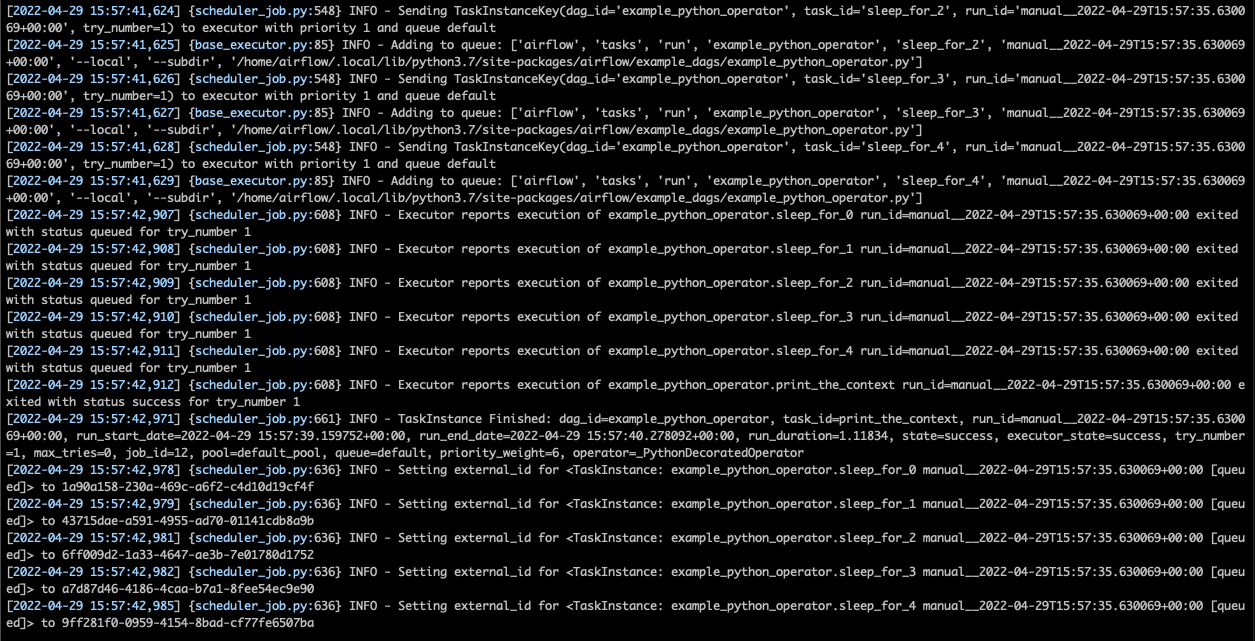 [2022-04-29 15:57:41,624] {scheduler_job.py:548} INFO - Sending TaskInstanceKey(dag_id='example_python_operator', task_id='sleep_for_2', run_id='manual__2022-04-29T15:57:35.6300
69+00:00', try_number=1) to executor with priority 1 and queue default
[2022-04-29 15:57:41,625] {base_executor.py:85} INFO - Adding to queue: ['airflow', 'tasks', 'run', 'example_python_operator', 'sleep_for_2', 'manual__2022-04-29T15:57:35.630069
+00:00', '--local', '--subdir', '/home/airflow/.local/lib/python3.7/site-packages/airflow/example_dags/example_python_operator.py']
[2022-04-29 15:57:41,626] {scheduler_job.py:548} INFO - Sending TaskInstanceKey(dag_id='example_python_operator', task_id='sleep_for_3', run_id='manual__2022-04-29T15:57:35.6300
69+00:00', try_number=1) to executor with priority 1 and queue default
[2022-04-29 15:57:41,627] {base_executor.py:85} INFO - Adding to queue: ['airflow', 'tasks', 'run', 'example_python_operator', 'sleep_for_3', 'manual__2022-04-29T15:57:35.630069
+00:00', '--local', '--subdir', '/home/airflow/.local/lib/python3.7/site-packages/airflow/example_dags/example_python_operator.py']
[2022-04-29 15:57:41,628] {scheduler_job.py:548} INFO - Sending TaskInstanceKey(dag_id='example_python_operator', task_id='sleep_for_4', run_id='manual__2022-04-29T15:57:35.6300
69+00:00', try_number=1) to executor with priority 1 and queue default
[2022-04-29 15:57:41,629] {base_executor.py:85} INFO - Adding to queue: ['airflow', 'tasks', 'run', 'example_python_operator', 'sleep_for_4', 'manual__2022-04-29T15:57:35.630069
+00:00', '--local', '--subdir', '/home/airflow/.local/lib/python3.7/site-packages/airflow/example_dags/example_python_operator.py']
[2022-04-29 15:57:42,907] {scheduler_job.py:608} INFO - Executor reports execution of example_python_operator.sleep_for_0 run_id=manual__2022-04-29T15:57:35.630069+00:00 exited
with status queued for try_number 1
[2022-04-29 15:57:42,908] {scheduler_job.py:608} INFO - Executor reports execution of example_python_operator.sleep_for_1 run_id=manual__2022-04-29T15:57:35.630069+00:00 exited
with status queued for try_number 1
[2022-04-29 15:57:42,909] {scheduler_job.py:608} INFO - Executor reports execution of example_python_operator.sleep_for_2 run_id=manual__2022-04-29T15:57:35.630069+00:00 exited
with status queued for try_number 1
[2022-04-29 15:57:42,910] {scheduler_job.py:608} INFO - Executor reports execution of example_python_operator.sleep_for_3 run_id=manual__2022-04-29T15:57:35.630069+00:00 exited
with status queued for try_number 1
[2022-04-29 15:57:42,911] {scheduler_job.py:608} INFO - Executor reports execution of example_python_operator.sleep_for_4 run_id=manual__2022-04-29T15:57:35.630069+00:00 exited
with status queued for try_number 1
[2022-04-29 15:57:42,912] {scheduler_job.py:608} INFO - Executor reports execution of example_python_operator.print_the_context run_id=manual__2022-04-29T15:57:35.630069+00:00 e
xited with status success for try_number 1
[2022-04-29 15:57:42,971] {scheduler_job.py:661} INFO - TaskInstance Finished: dag_id=example_python_operator, task_id=print_the_context, run_id=manual__2022-04-29T15:57:35.6300
69+00:00, run_start_date=2022-04-29 15:57:39.159752+00:00, run_end_date=2022-04-29 15:57:40.278092+00:00, run_duration=1.11834, state=success, executor_state=success, try_number
=1, max_tries=0, job_id=12, pool=default_pool, queue=default, priority_weight=6, operator=_PythonDecoratedOperator
[2022-04-29 15:57:42,978] {scheduler_job.py:636} INFO - Setting external_id for <TaskInstance: example_python_operator.sleep_for_0 manual__2022-04-29T15:57:35.630069+00:00 [queu
ed]> to 1a90a158-230a-469c-a6f2-c4d10d19cf4f
[2022-04-29 15:57:42,979] {scheduler_job.py:636} INFO - Setting external_id for <TaskInstance: example_python_operator.sleep_for_1 manual__2022-04-29T15:57:35.630069+00:00 [queu
ed]> to 43715dae-a591-4955-ad70-01141cdb8a9b
[2022-04-29 15:57:42,981] {scheduler_job.py:636} INFO - Setting external_id for <TaskInstance: example_python_operator.sleep_for_2 manual__2022-04-29T15:57:35.630069+00:00 [queu
ed]> to 6ff009d2-1a33-4647-ae3b-7e01780d1752
[2022-04-29 15:57:42,982] {scheduler_job.py:636} INFO - Setting external_id for <TaskInstance: example_python_operator.sleep_for_3 manual__2022-04-29T15:57:35.630069+00:00 [queu
ed]> to a7d87d46-4186-4caa-b7a1-8fee54ec9e90
[2022-04-29 15:57:42,985] {scheduler_job.py:636} INFO - Setting external_id for <TaskInstance: example_python_operator.sleep_for_4 manual__2022-04-29T15:57:35.630069+00:00 [queu
ed]> to 9ff281f0-0959-4154-8bad-cf77fe6507ba